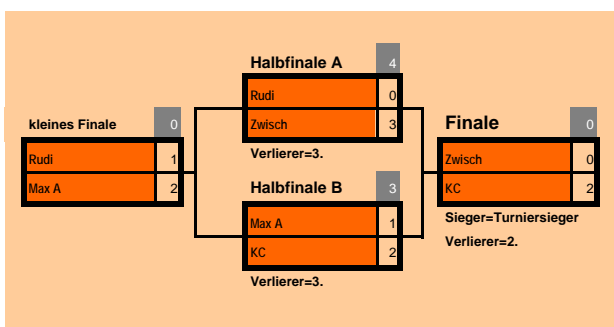 Halbfinale A 4
Rudi 0
Zwisch 3
Verlierer=3.
kleines Finale 0
Rudi 1
Max A 2
Halbfinale B 3
Max A 1
KC 2
Verlierer=3.
Finale 0
Zwisch 0
KC 2
Sieger=Turniersieger
Verlierer=2.